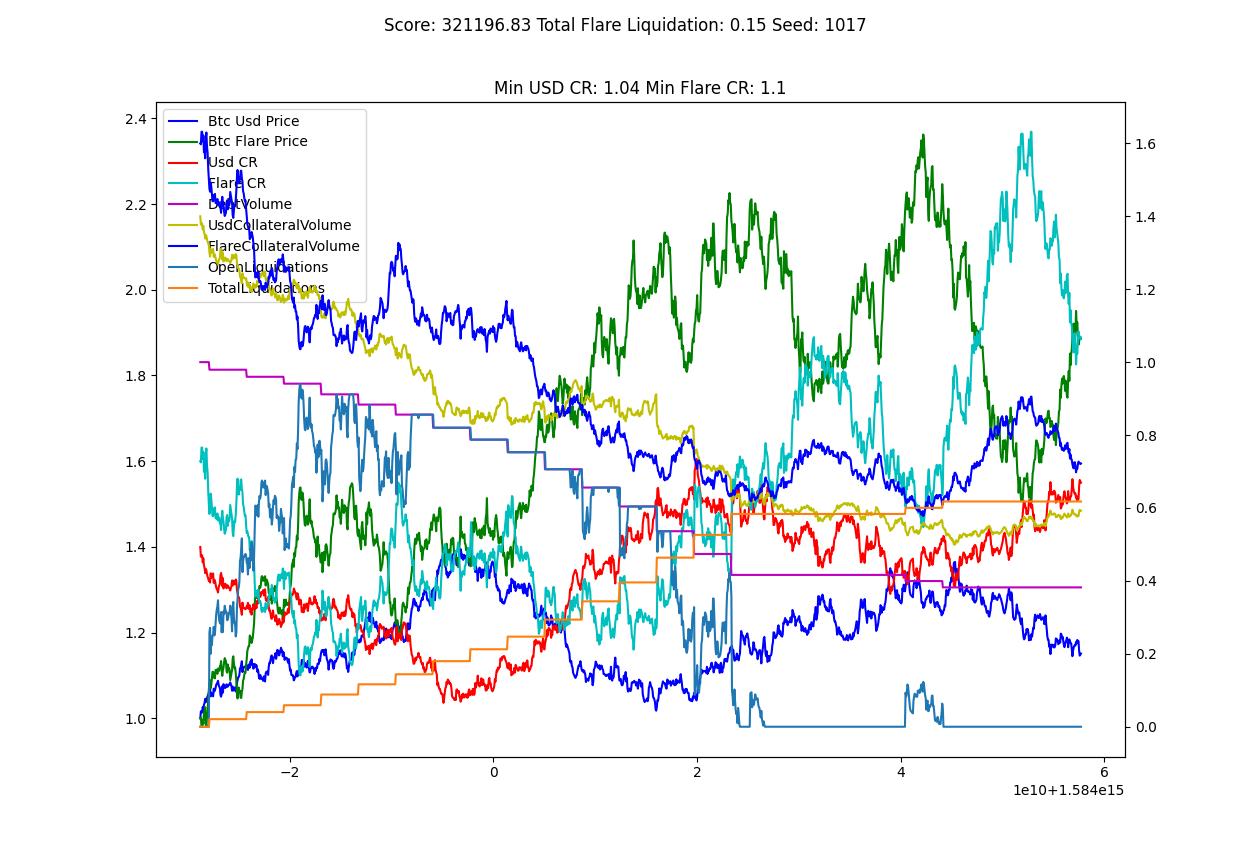 Score: 321196.83 Total Flare Liquidation: 0.15 Seed: 1017
Min USD CR: 1.04 Min Flare CR: 1.1
Btc Usd Price
Btc Flare Price
Usd CR
Flare CR
DebtVolume
UsdCollateralVolume
FlareCollateralVolume
OpenLiquidations
TotalLiquidations
2.4
2.2
2.0
1.8
1.6
1.4
1.2
1.0
1.6
1.4
1.2
1.0
0.8
0.6
0.4
0.2
0.0
−2
0
2
4
6
1e10+1.584e15